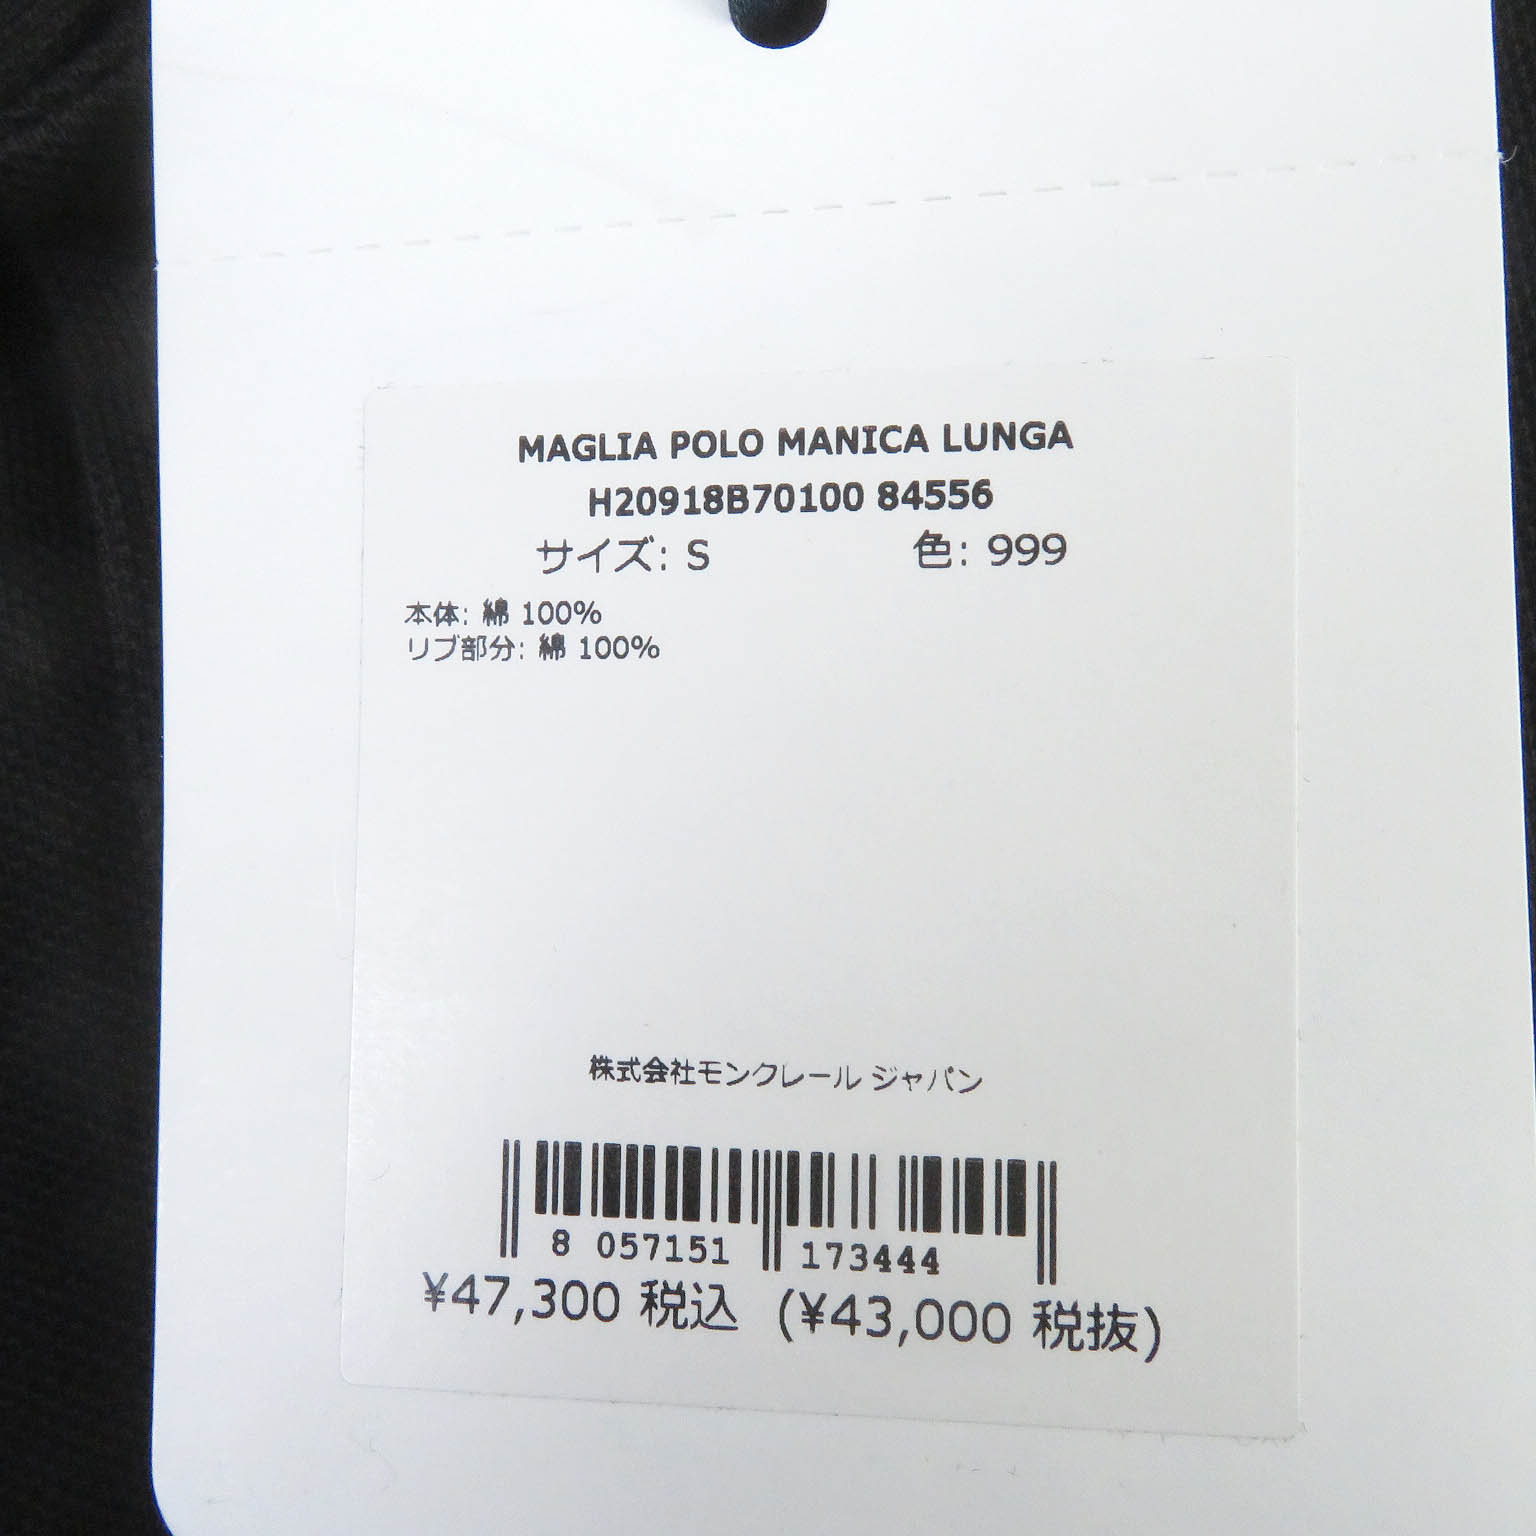 MAGLIA POLO MANICA LUNGA
H20918B70100 84556
サイズ: S 色: 999
本体: 綿 100%
リブ部分: 綿 100%
株式会社モンクレール ジャパン
8 057151 173444
¥47,300 税込 (¥43,000 税抜)